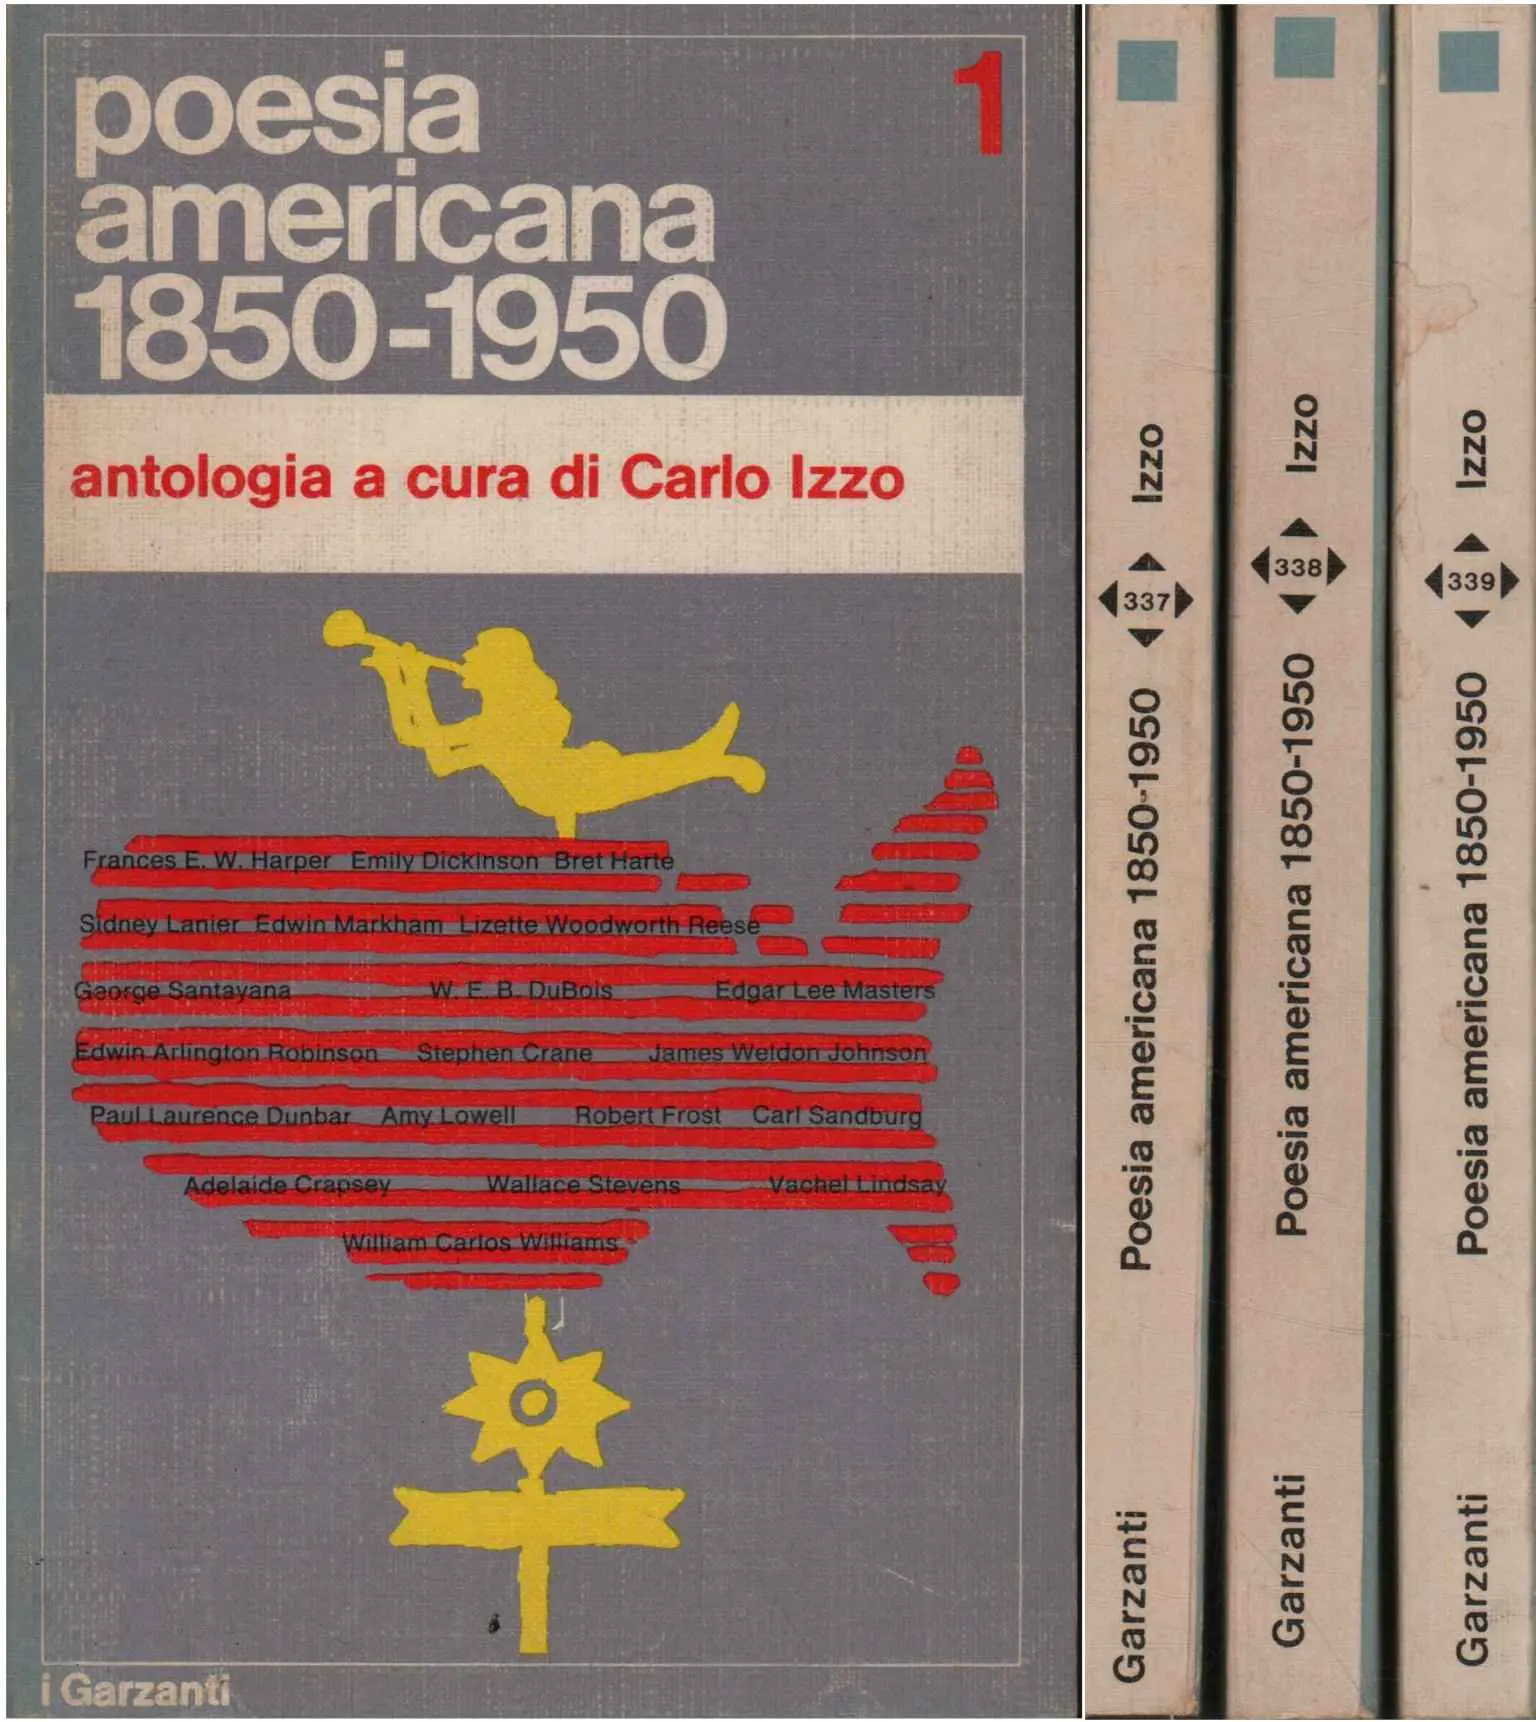 poesia
americana
1850-1950
1
antologia a cura di Carlo Izzo
Frances E. W. Harper Emily Dickinson Bret Harte
Sidney Lanier Edwin Markham Lizette Woodworth Reese
George Santayana W. E. B. DuBois Edgar Lee Masters
Edwin Arlington Robinson Stephen Crane James Weldon Johnson
Paul Laurence Dunbar Amy Lowell Robert Frost Carl Sandburg
Adelaide Crapsey Wallace Stevens Vachel Lindsay
William Carlos Williams
i Garzanti
Garzanti Poesia americana 1850-1950 337 Izzo
Garzanti Poesia americana 1850-1950 338 Izzo
Garzanti Poesia americana 1850-1950 339 Izzo